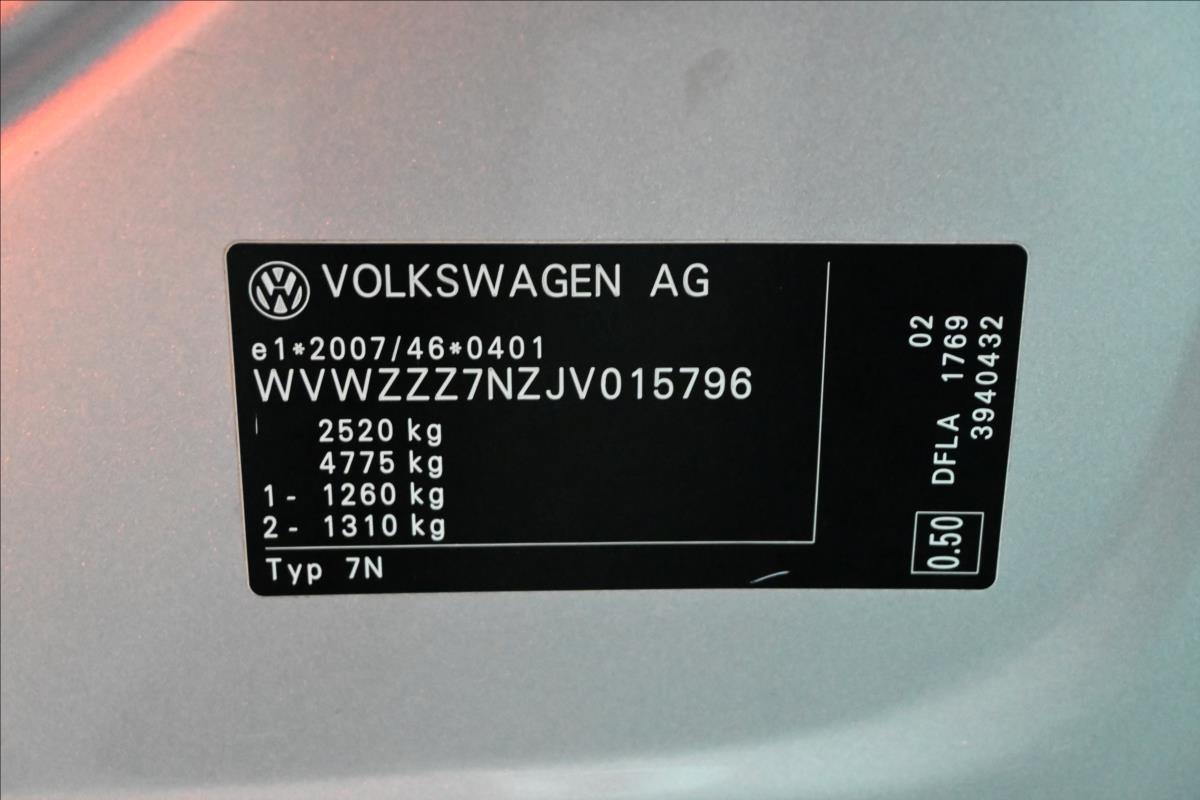 VOLKSWAGEN AG
e1*2007/46*0401
WVWZZZ7NZJV015796
2520 kg
4775 kg
1- 1260 kg
2- 1310 kg
Typ 7N
02
DFLA 1769
3940432
0.50